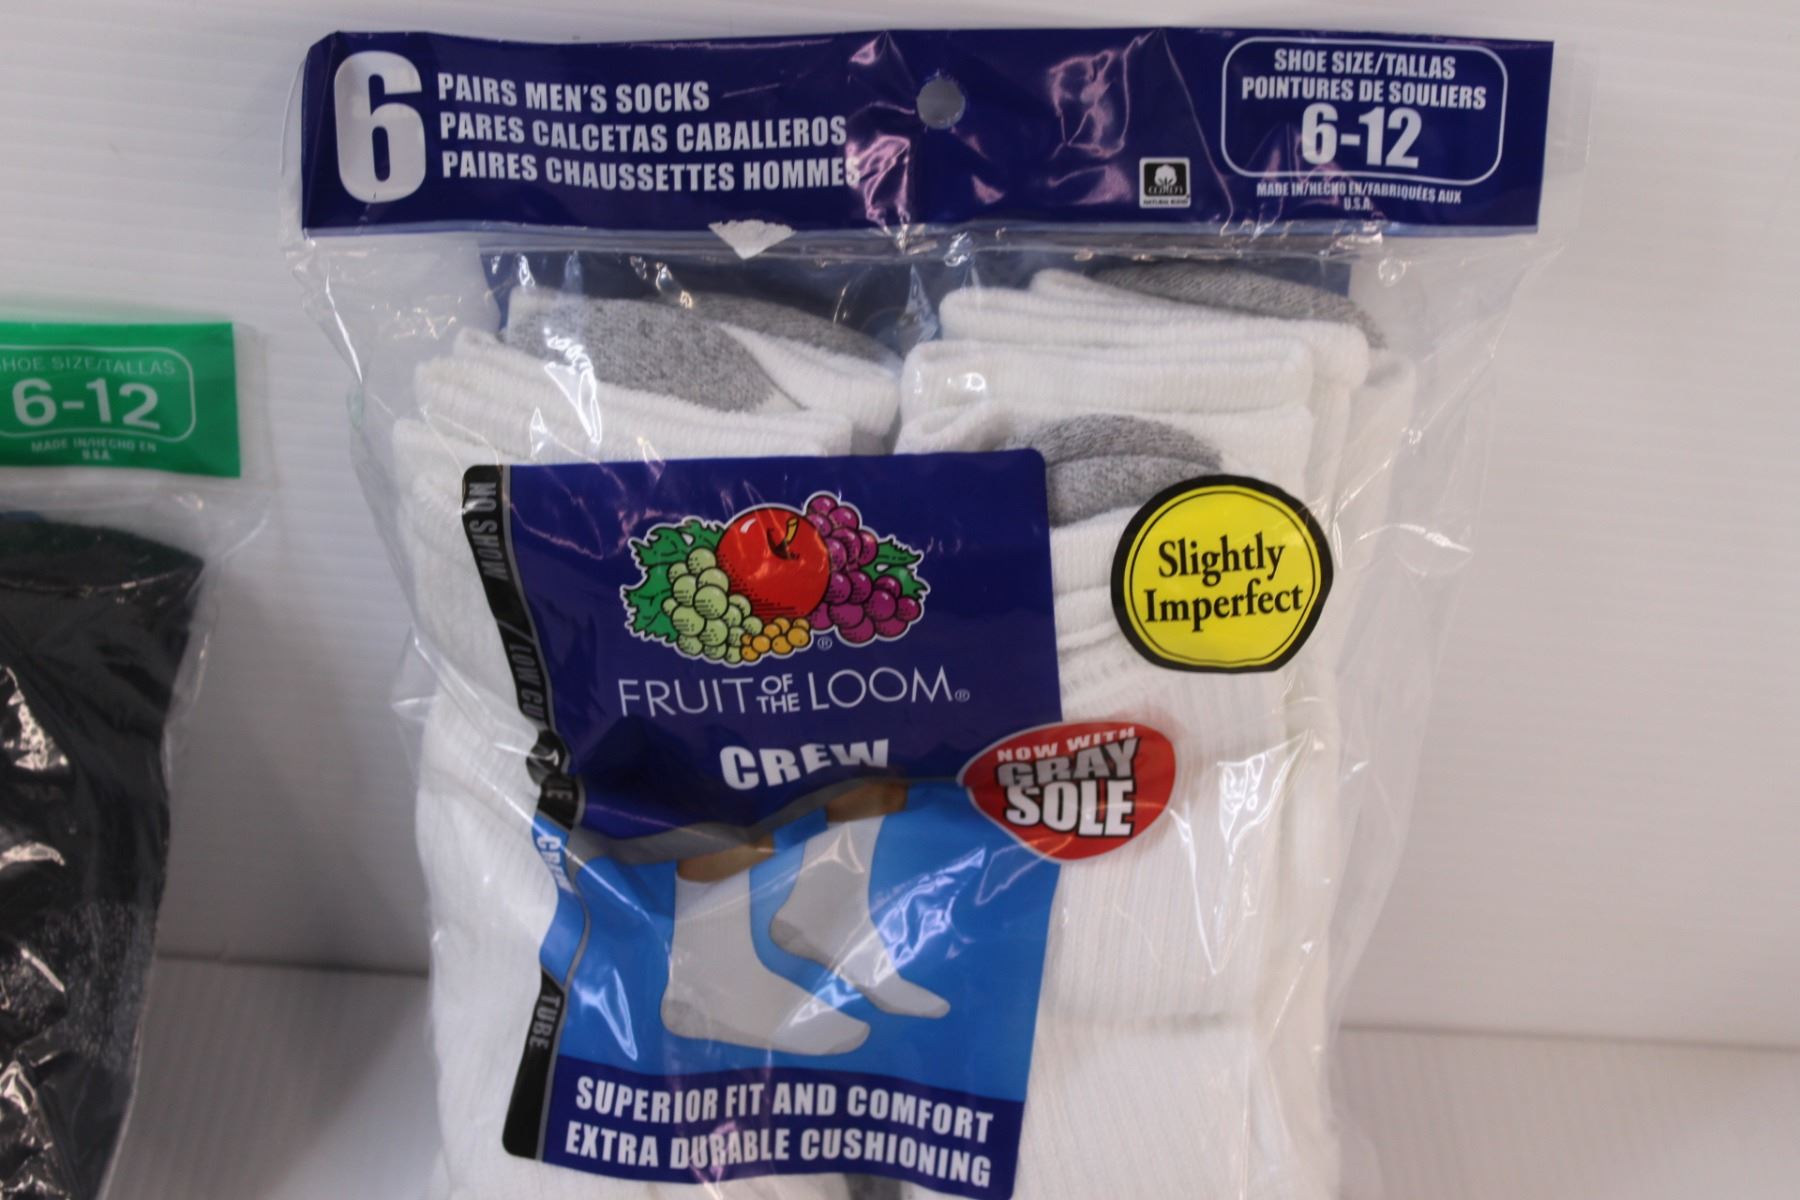 6
PAIRS MEN'S SOCKS
PARES CALCETAS CABALLEROS
PAIRES CHAUSSETTES HOMMES
SHOE SIZE/TALLAS
POINTURES DE SOULIERS
6-12
MADE IN/HECHO EN/FABRIQUÉES AUX
U.S.A.
SHOE SIZE/TALLAS
6-12
MADE IN/HECHO EN
U.S.A.
NO SHOW
LOW CU
CREW
TUBE
FRUIT OF THE LOOM®
CREW
Slightly
Imperfect
NOW WITH
GRAY
SOLE
SUPERIOR FIT AND COMFORT
EXTRA DURABLE CUSHIONING